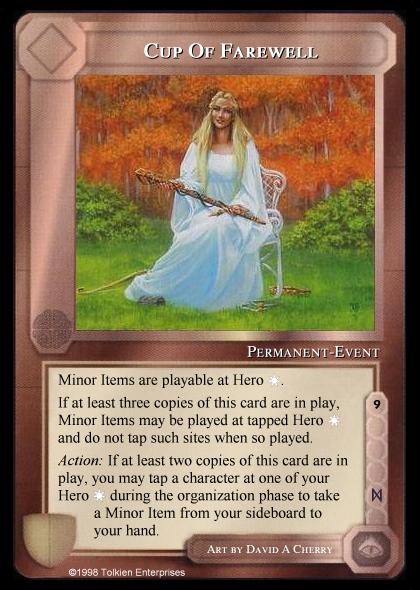 Cup Of Farewell
Permanent-Event
Minor Items are playable at Hero ☀.
If at least three copies of this card are in play,
Minor Items may be played at tapped Hero ☀
and do not tap such sites when so played.
Action: If at least two copies of this card are in
play, you may tap a character at one of your
Hero ☀ during the organization phase to take
a Minor Item from your sideboard to
your hand.
9
Art by David A Cherry
©1998 Tolkien Enterprises